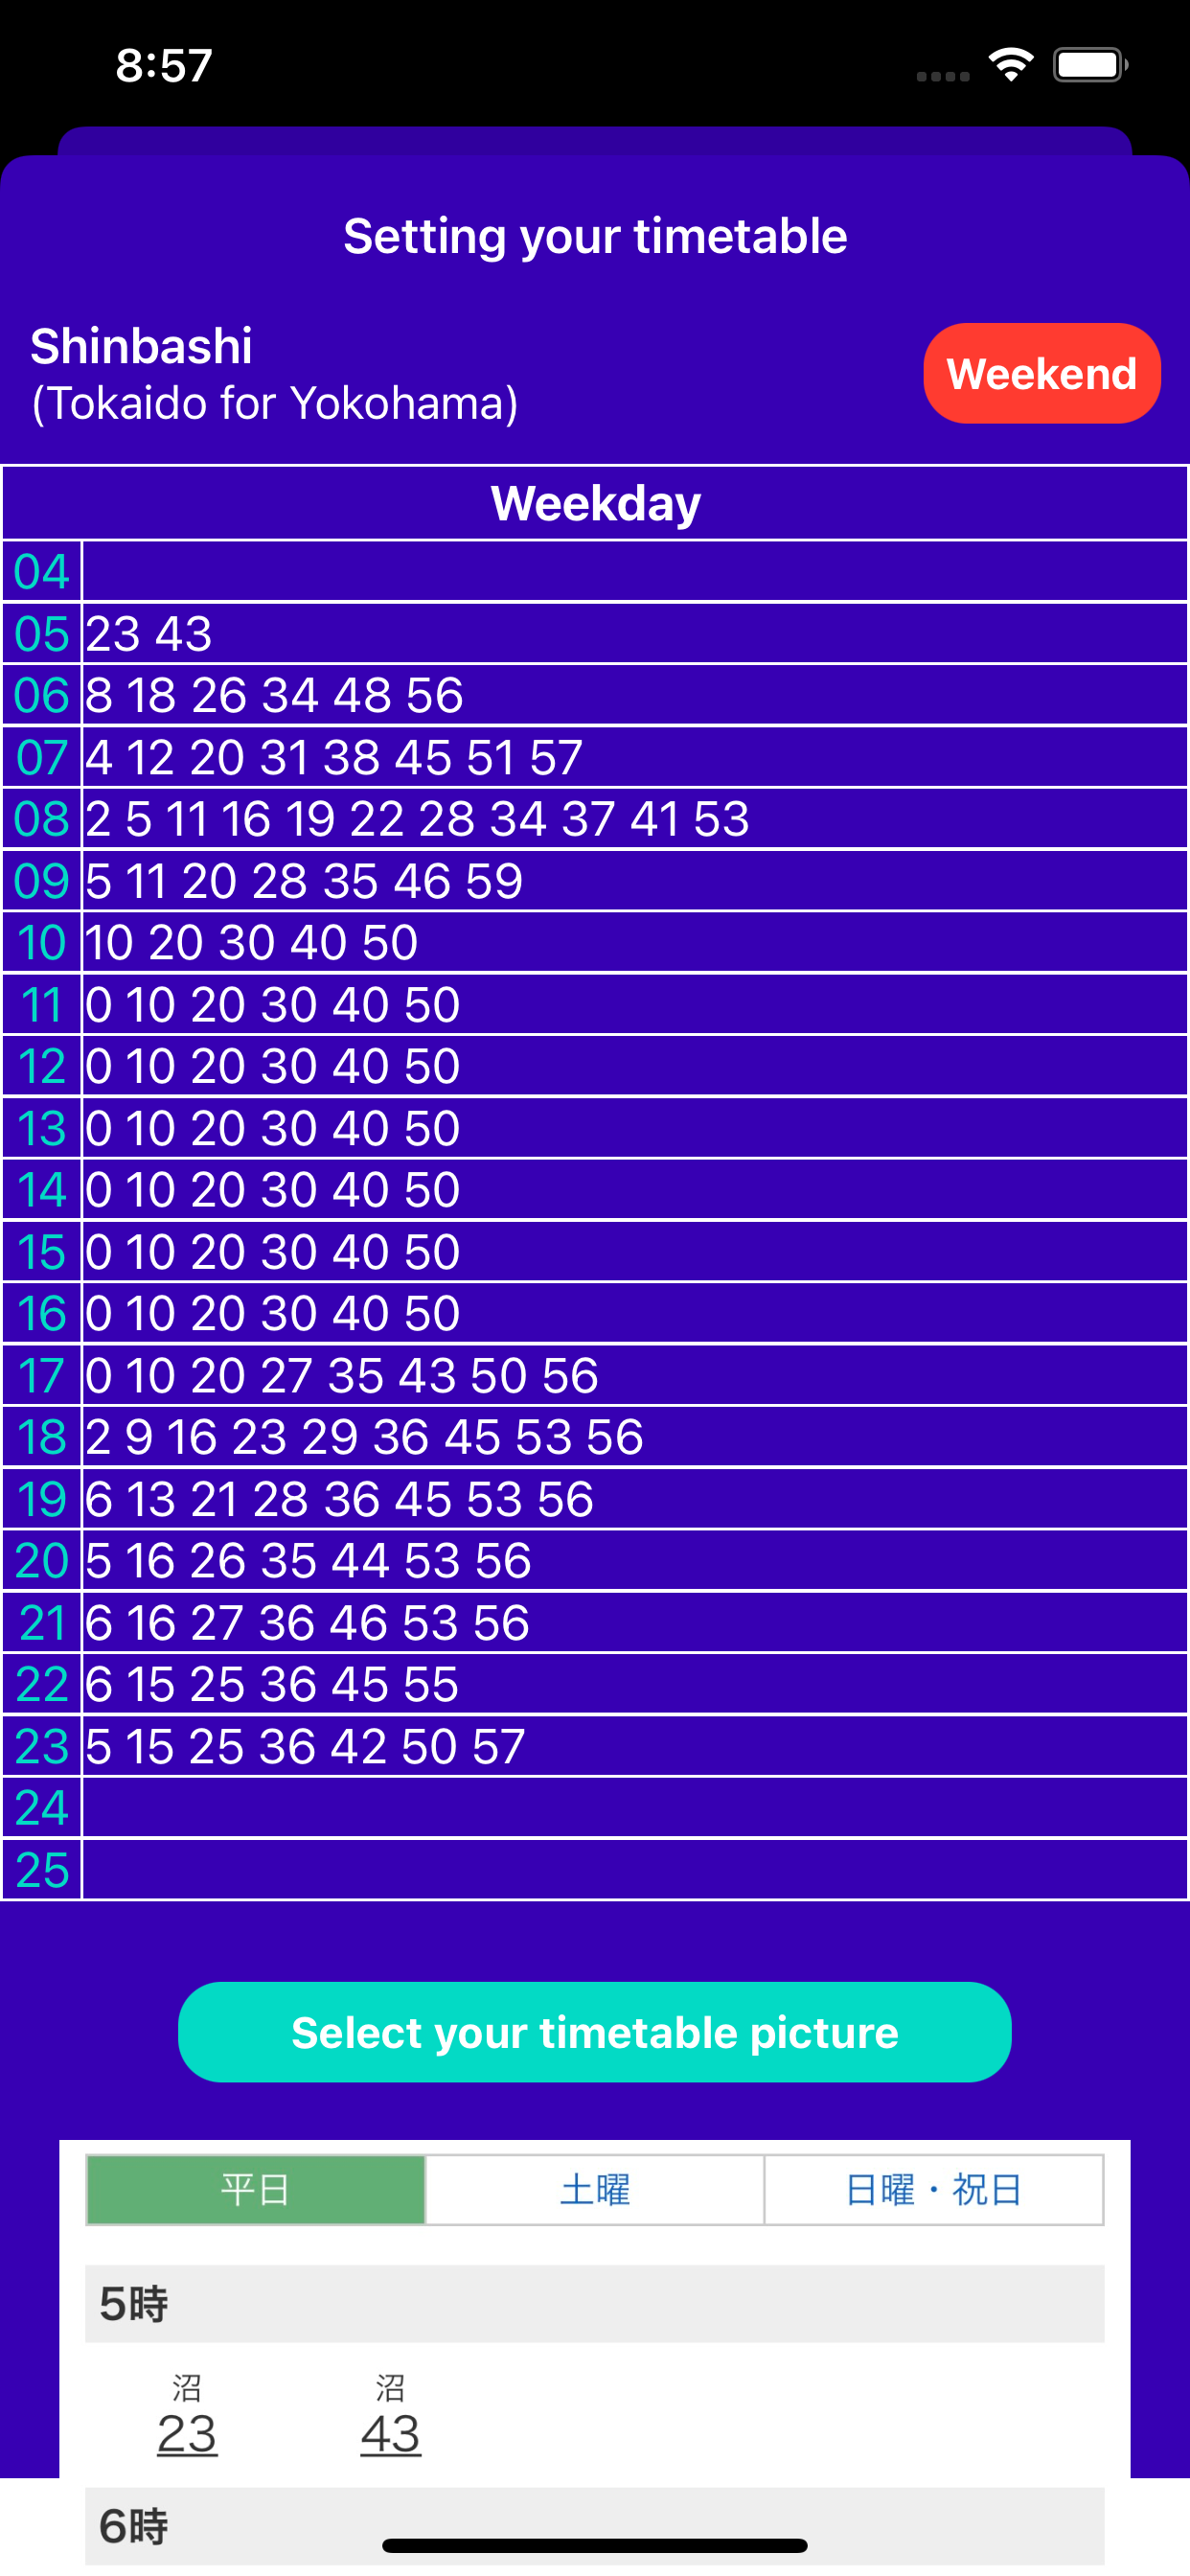 8:57
Setting your timetable
Shinbashi
(Tokaido for Yokohama)
Weekend
Weekday
04
05 23 43
06 8 18 26 34 48 56
07 4 12 20 31 38 45 51 57
08 2 5 11 16 19 22 28 34 37 41 53
09 5 11 20 28 35 46 59
10 10 20 30 40 50
11 0 10 20 30 40 50
12 0 10 20 30 40 50
13 0 10 20 30 40 50
14 0 10 20 30 40 50
15 0 10 20 30 40 50
16 0 10 20 30 40 50
17 0 10 20 27 35 43 50 56
18 2 9 16 23 29 36 45 53 56
19 6 13 21 28 36 45 53 56
20 5 16 26 35 44 53 56
21 6 16 27 36 46 53 56
22 6 15 25 36 45 55
23 5 15 25 36 42 50 57
24
25
Select your timetable picture
平日 土曜 日曜・祝日
5時
沼 沼
23 43
6時